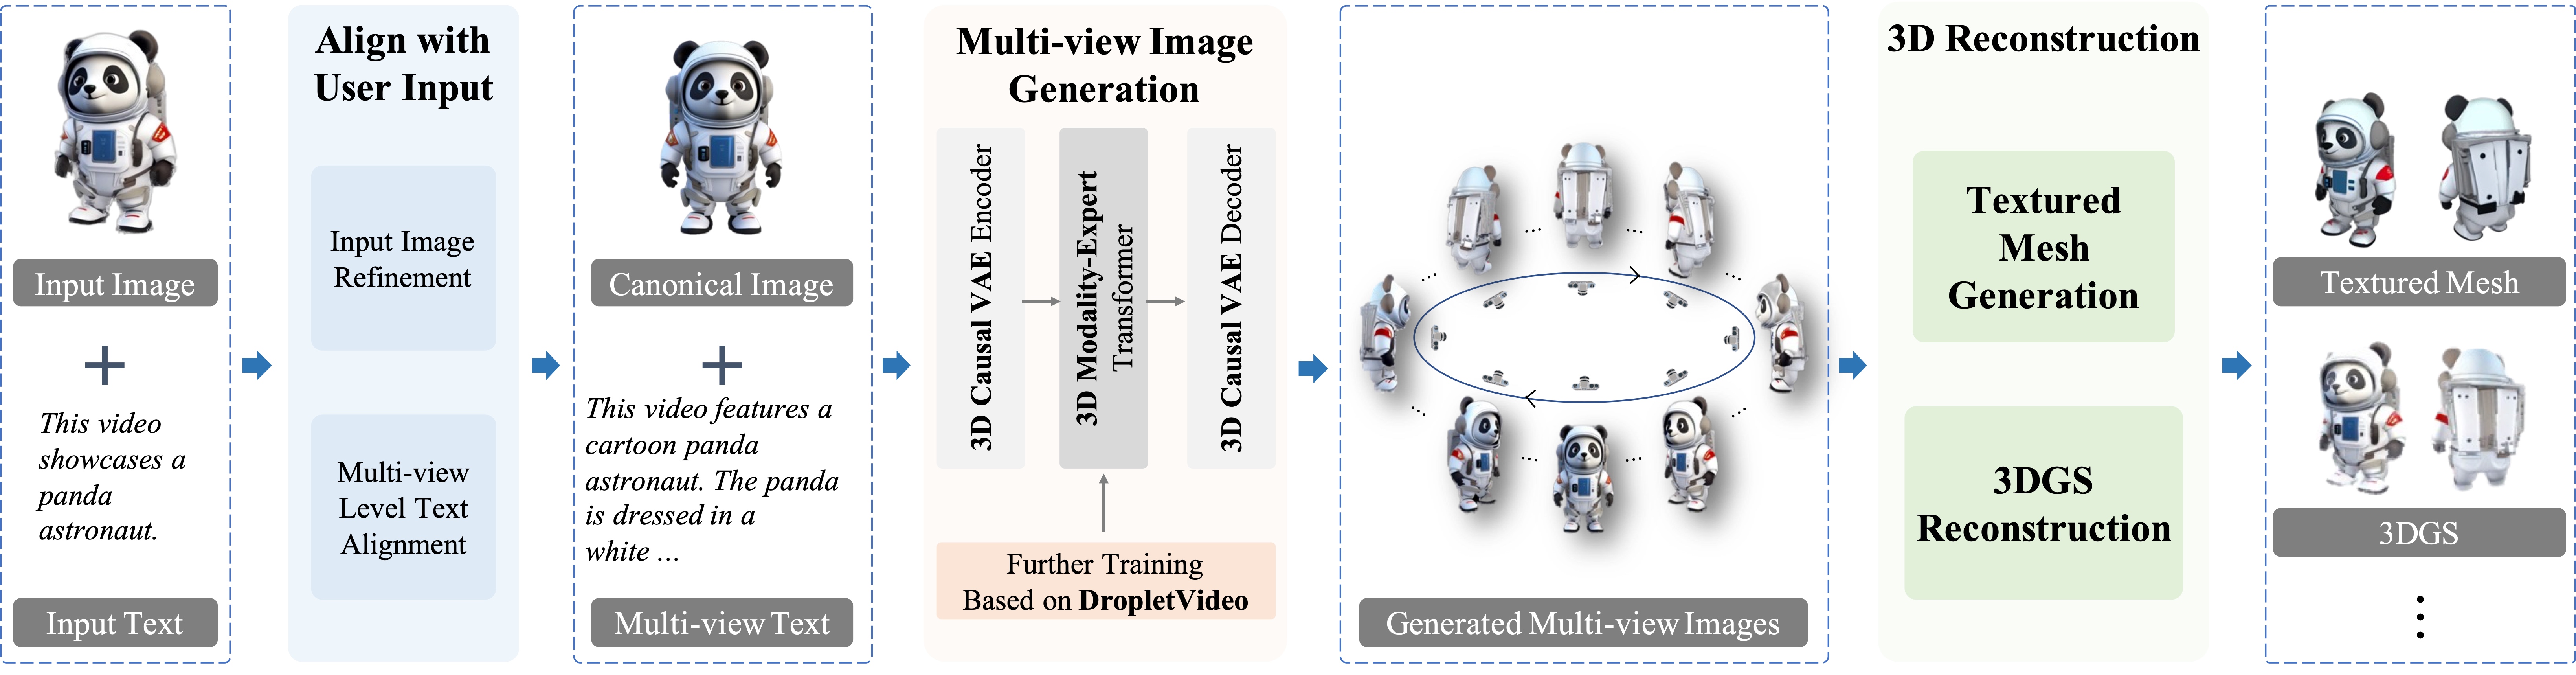 Input Image
+
This video
showcases a
panda
astronaut.
Input Text
Align with
User Input
Input Image
Refinement
Multi-view
Level Text
Alignment
Canonical Image
+
This video features a
cartoon panda
astronaut. The panda
is dressed in a
white ...
Multi-view Text
Multi-view Image
Generation
3D Causal VAE Encoder
3D Modality-Expert
Transformer
3D Causal VAE Decoder
Further Training
Based on DropletVideo
Generated Multi-view Images
3D Reconstruction
Textured
Mesh
Generation
3DGS
Reconstruction
Textured Mesh
3DGS